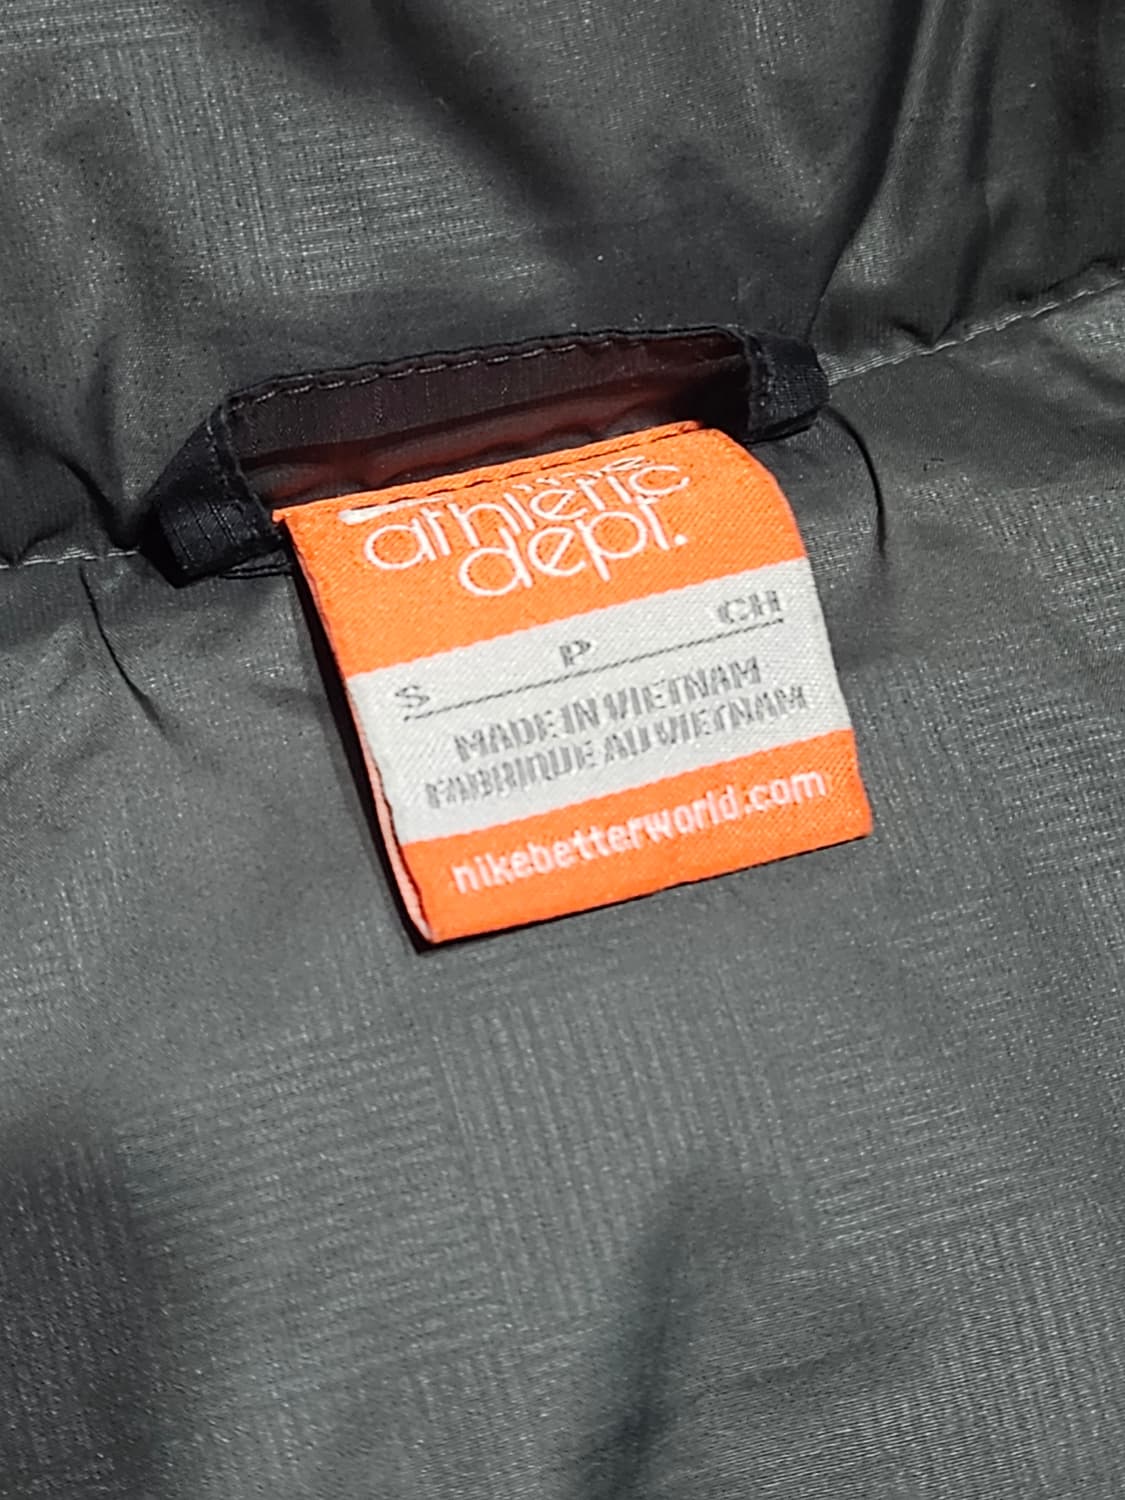 athletic
dept.
S P CH
MADE IN VIETNAM
FABRIQUE AU VIETNAM
nikebetterworld.com